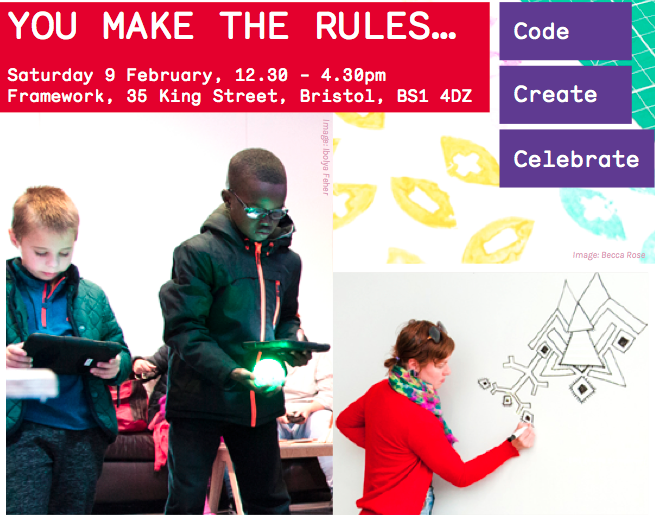 YOU MAKE THE RULES...
Saturday 9 February, 12.30 - 4.30pm
Framework, 35 King Street, Bristol, BS1 4DZ
Code
Create
Celebrate
Image: Ibolya Feher
Image: Becca Rose